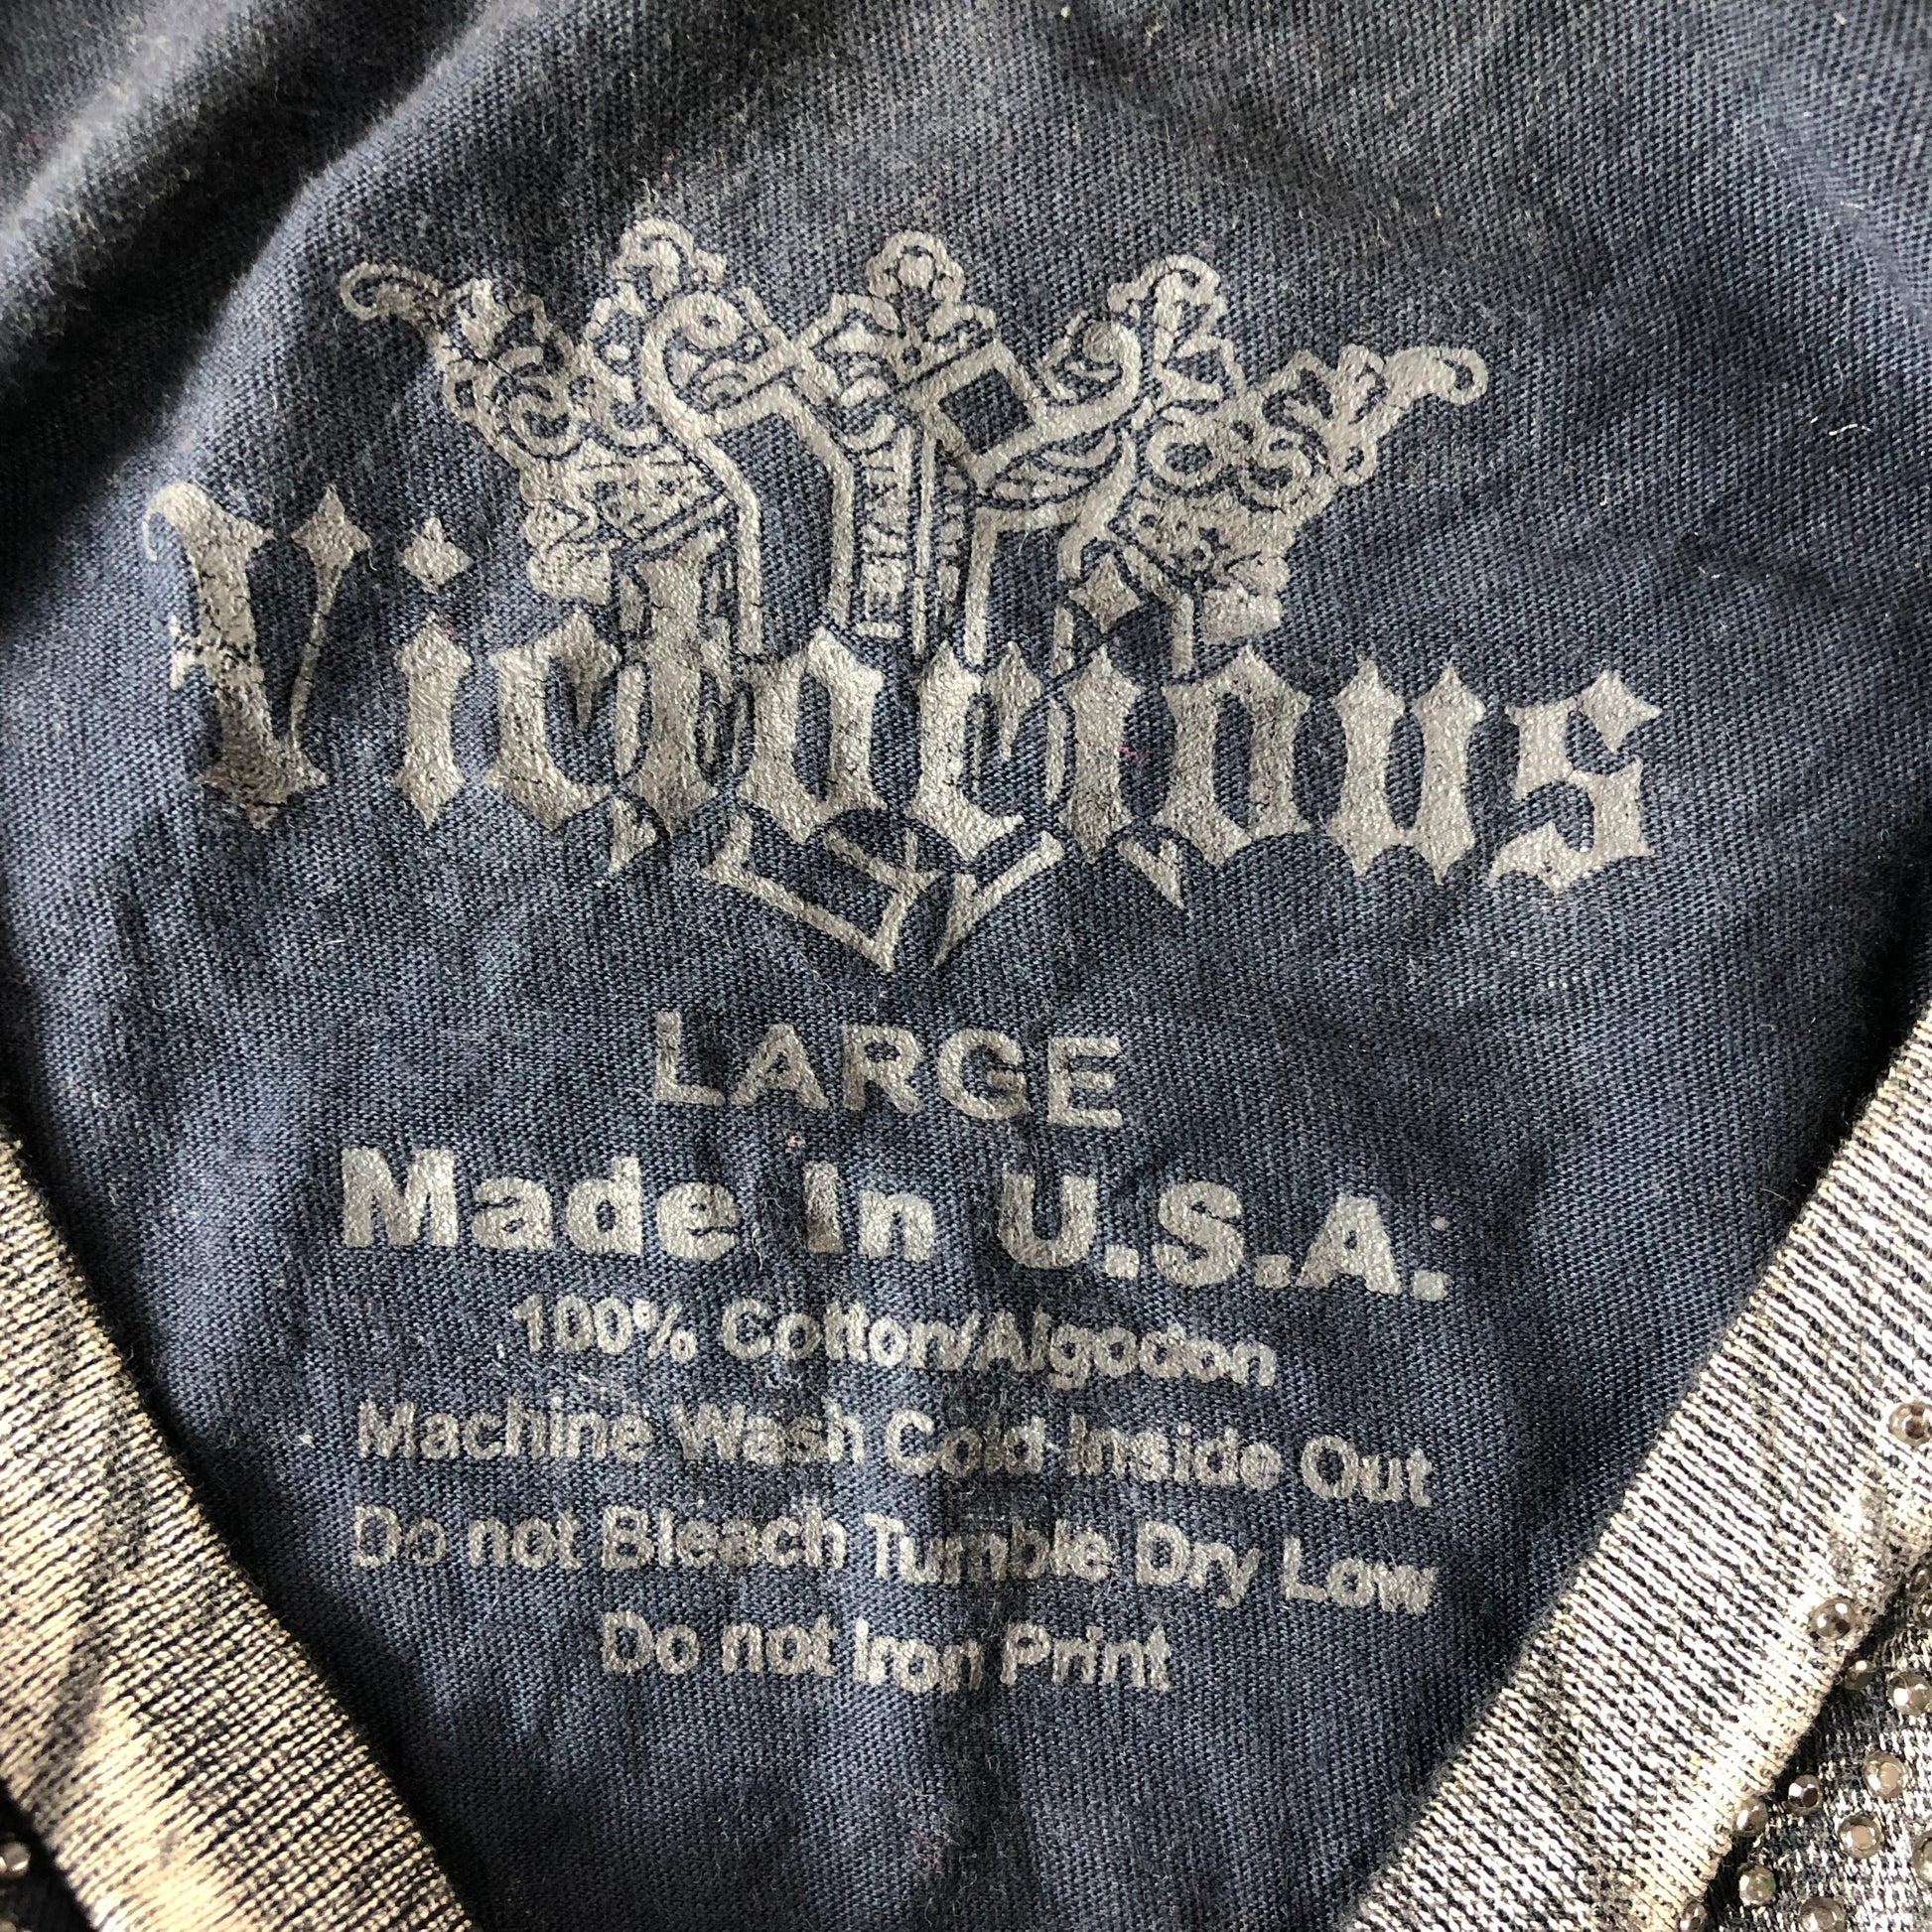 Victorious
LARGE
Made In U.S.A.
100% Cotton/Algodon
Machine Wash Cold Inside Out
Do not Bleach Tumble Dry Low
Do not Iron Print